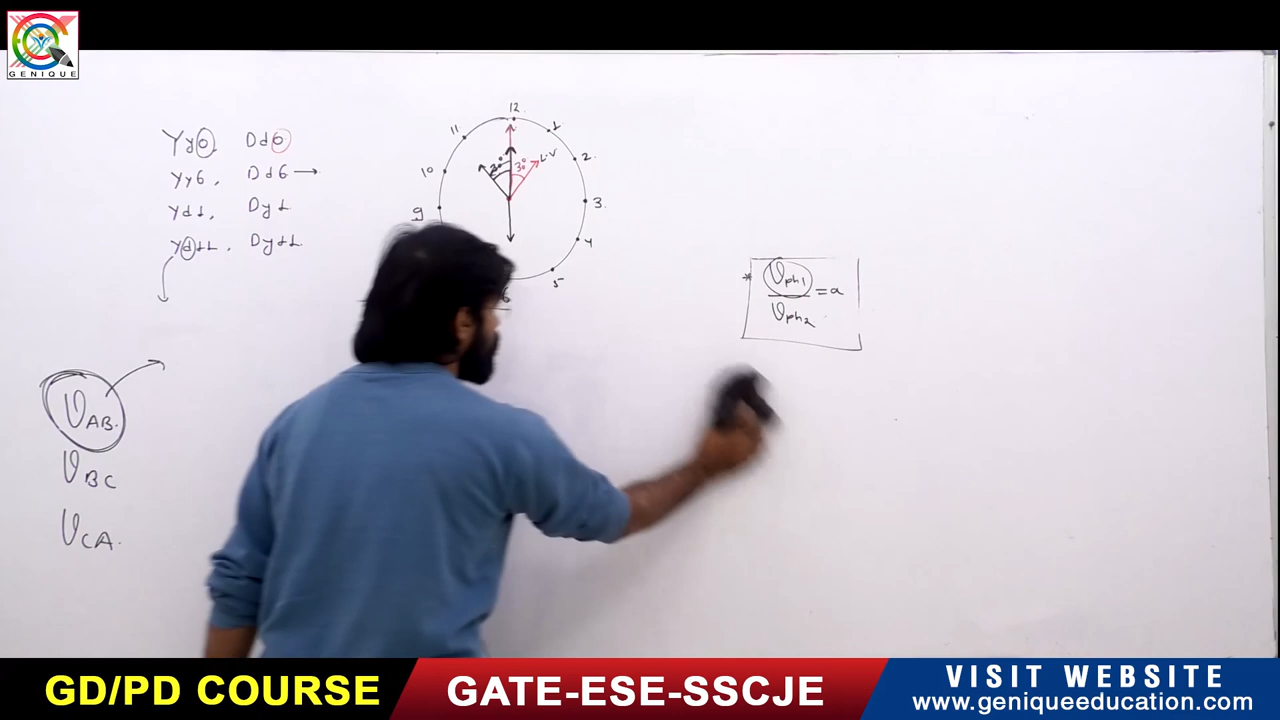 GENIQUE
Yy0, Dd0
Yy6, Dd6 →
Yd1, Dy1
Yd11, Dy11
12
11
1
10
2
9
3
4
5
6
30°
30°
L.V
* Vph1
= a
Vph2
VAB
VBC
VCA
GD/PD COURSE
GATE-ESE-SSCJE
VISIT WEBSITE
www.geniqueeducation.com